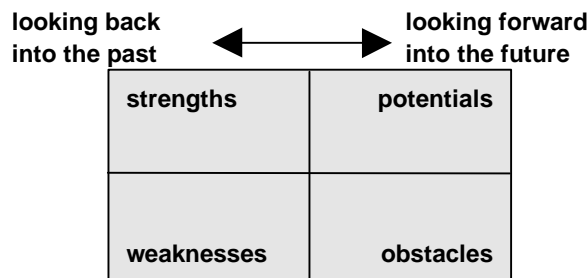 looking back
into the past
looking forward
into the future
strengths
potentials
weaknesses
obstacles